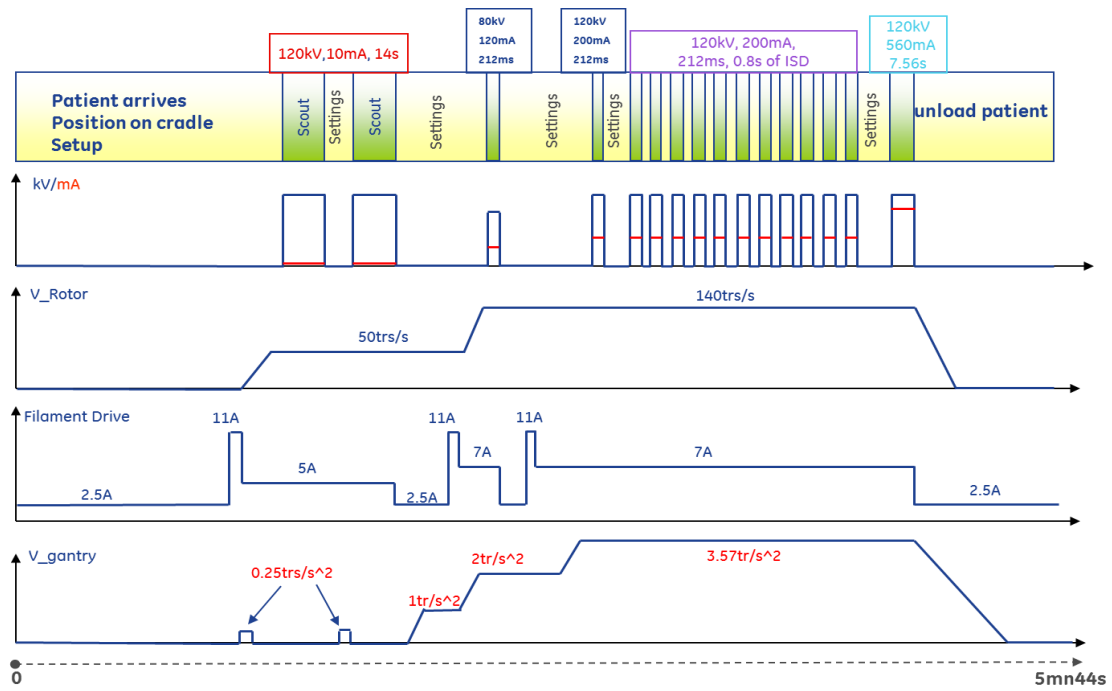 80kV
120mA
212ms
120kV
200mA
212ms
120kV,10mA, 14s
120kV, 200mA,
212ms, 0.8s of ISD
120kV
560mA
7.56s
Patient arrives
Position on cradle
Setup
Scout
Settings
Scout
Settings
Settings
Settings
Settings
unload patient
kV/mA
V_Rotor
50trs/s
140trs/s
Filament Drive
11A
11A
11A
2.5A
5A
2.5A
7A
7A
2.5A
V_gantry
0.25trs/s^2
1tr/s^2
2tr/s^2
3.57tr/s^2
0
5mn44s